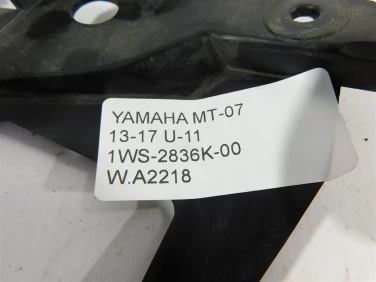 YAMAHA MT-07
13-17 U-11
1WS-2836K-00
W.A2218